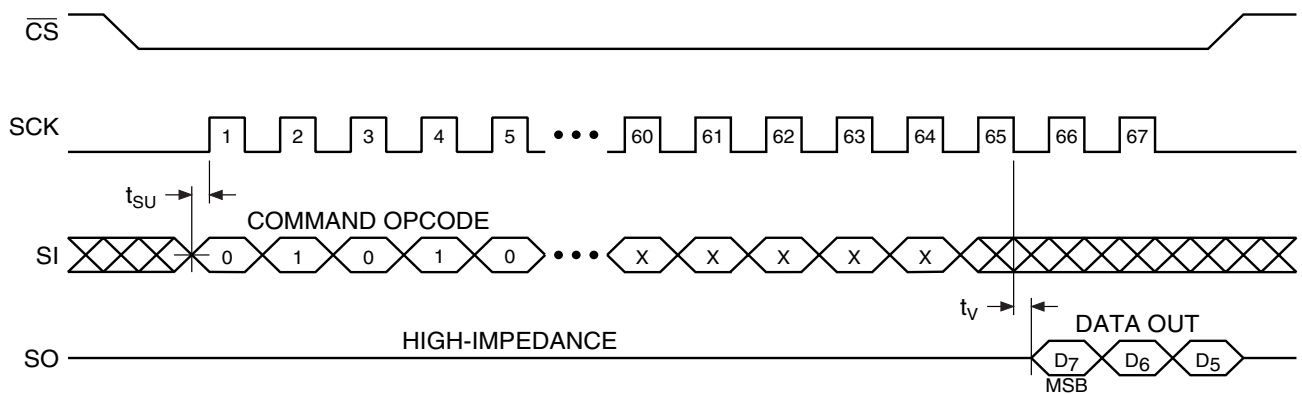 CS
SCK
1 2 3 4 5 ••• 60 61 62 63 64 65 66 67
tSU
COMMAND OPCODE
SI
0 1 0 1 0 ••• X X X X X
tV
HIGH-IMPEDANCE
DATA OUT
SO
D7 D6 D5
MSB